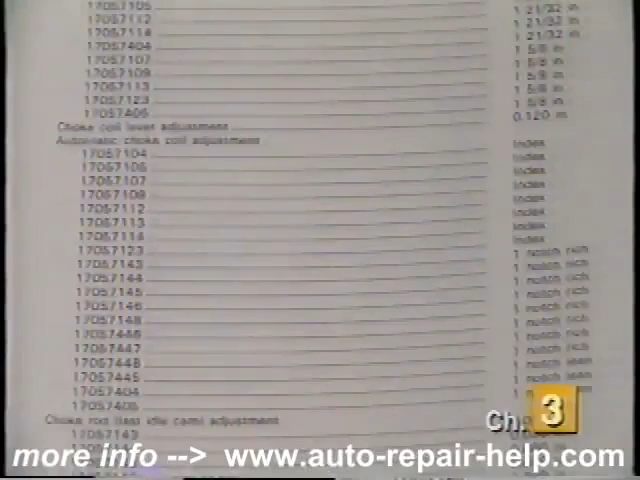 17057105 1 21/32 in
17057112 1 21/32 in
17057114 1 21/32 in
17057404 1 5/8 in
17057107 1 5/8 in
17057109 1 5/8 in
17057113 1 5/8 in
17057123 1 5/8 in
17057405 0.120 in
Choke coil lever adjustment
Automatic choke coil adjustment
17057104 Index
17057105 Index
17057107 Index
17057109 Index
17057112 Index
17057113 Index
17057114 Index
17057123 Index
17057143 1 notch rich
17057144 1 notch rich
17057145 1 notch rich
17057146 1 notch rich
17057148 1 notch rich
17057446 1 notch rich
17057447 1 notch rich
17057448 1 notch rich
17057445 1 notch lean
17057404 1 notch lean
17057405
Choke rod (fast idle cam) adjustment
17057143
Ch. 3
more info --> www.auto-repair-help.com